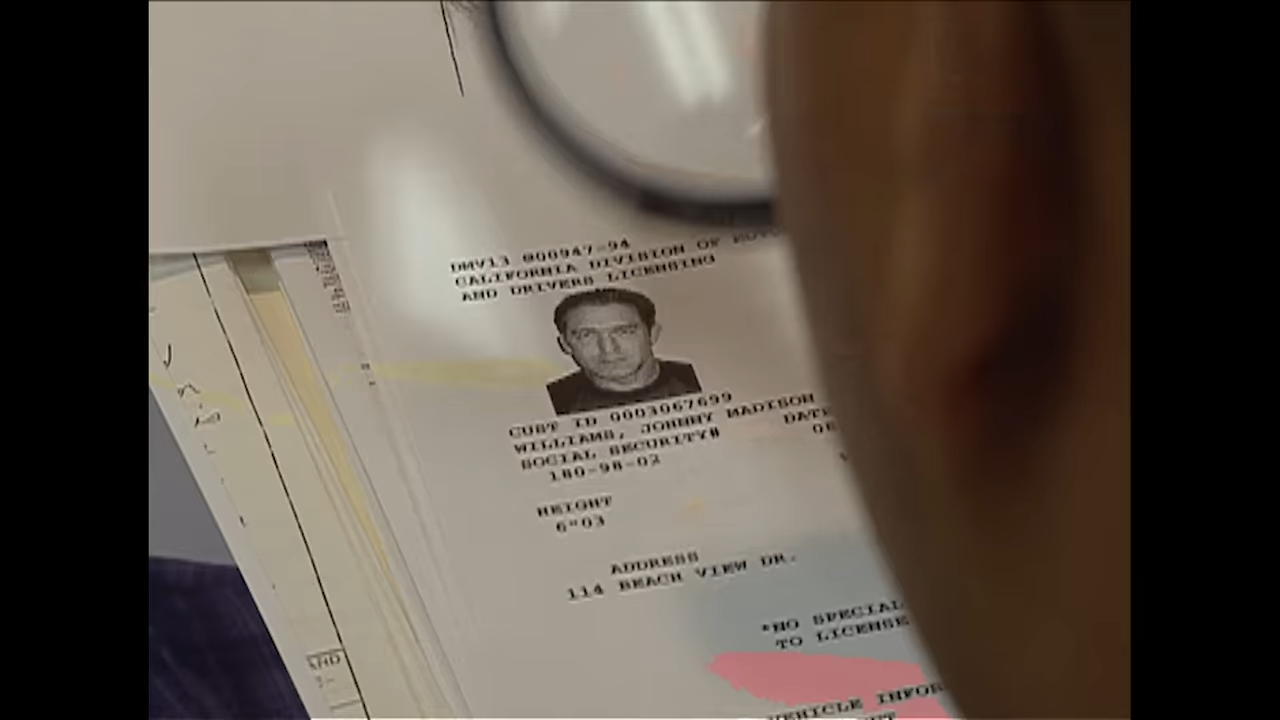 DMV13 000947-94
CALIFORNIA DIVISION OF
AND DRIVERS LICENSING
CUST ID 0003067699
WILLIAMS, JOHNNY MADISON
SOCIAL SECURITY#
180-98-02
HEIGHT
6"03
ADDRESS
114 BEACH VIEW DR.
*NO SPECIAL
TO LICENSE
VEHICLE